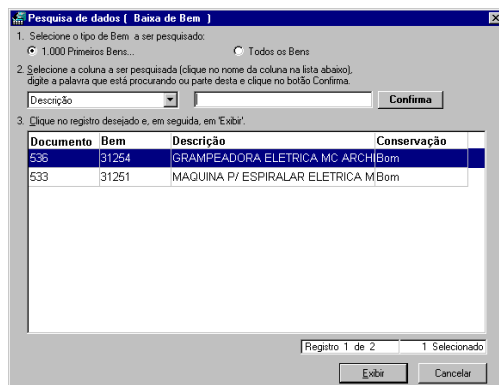 Pesquisa de dados ( Baixa de Bem )
1. Selecione o tipo de Bem a ser pesquisado:
1.000 Primeiros Bens... Todos os Bens
2. Selecione a coluna a ser pesquisada (clique no nome da coluna na lista abaixo),
digite a palavra que está procurando ou parte desta e clique no botão Confirma.
Descrição Confirma
3. Clique no registro desejado e, em seguida, em 'Exibir'.
Documento Bem Descrição Conservação
536 31254 GRAMPEADORA ELETRICA MC ARCHI Bom
533 31251 MAQUINA P/ ESPIRALAR ELETRICA M Bom
Registro 1 de 2 1 Selecionado
Exibir Cancelar